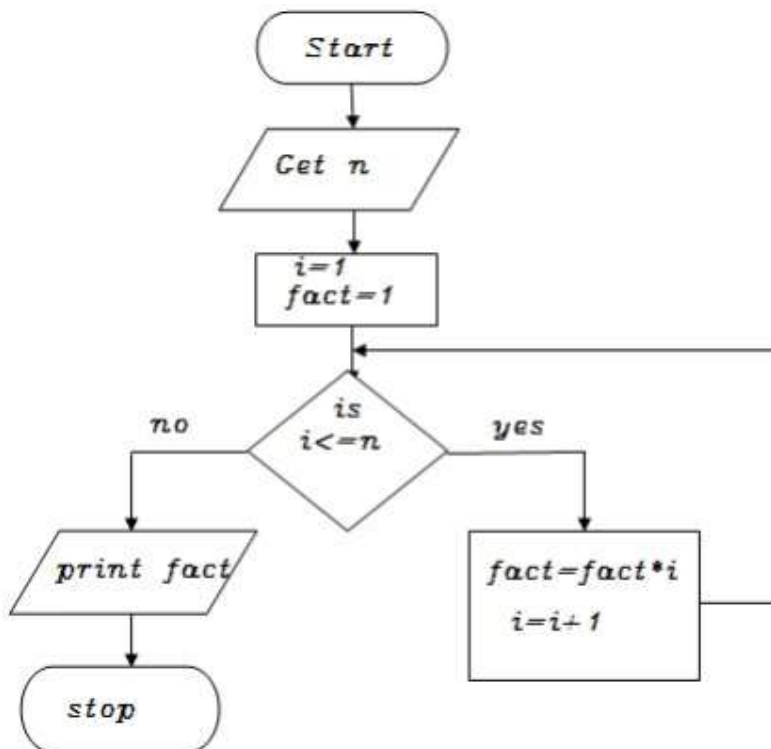 Start
Get n
i=1
fact=1
is
i<=n
no
yes
print fact
fact=fact*i
i=i+1
stop